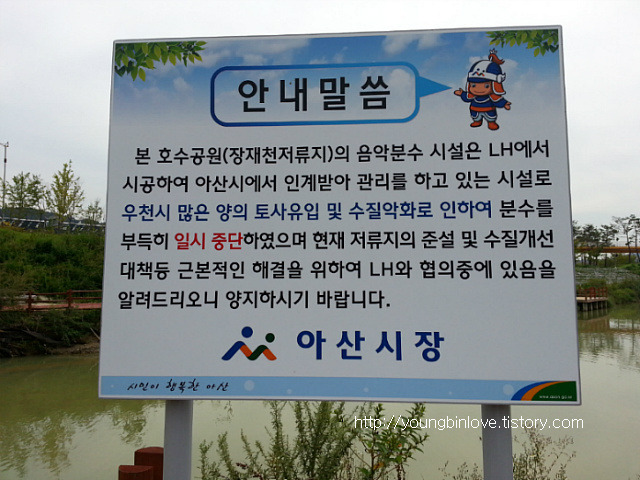 안내말씀
본 호수공원(장재천저류지)의 음악분수 시설은 LH에서
시공하여 아산시에서 인계받아 관리를 하고 있는 시설로
우천시 많은 양의 토사유입 및 수질악화로 인하여 분수를
부득히 일시 중단하였으며 현재 저류지의 준설 및 수질개선
대책등 근본적인 해결을 위하여 LH와 협의중에 있음을
알려드리오니 양지하시기 바랍니다.
아산시장
시민이 행복한 아산
http://youngbinlove.tistory.com